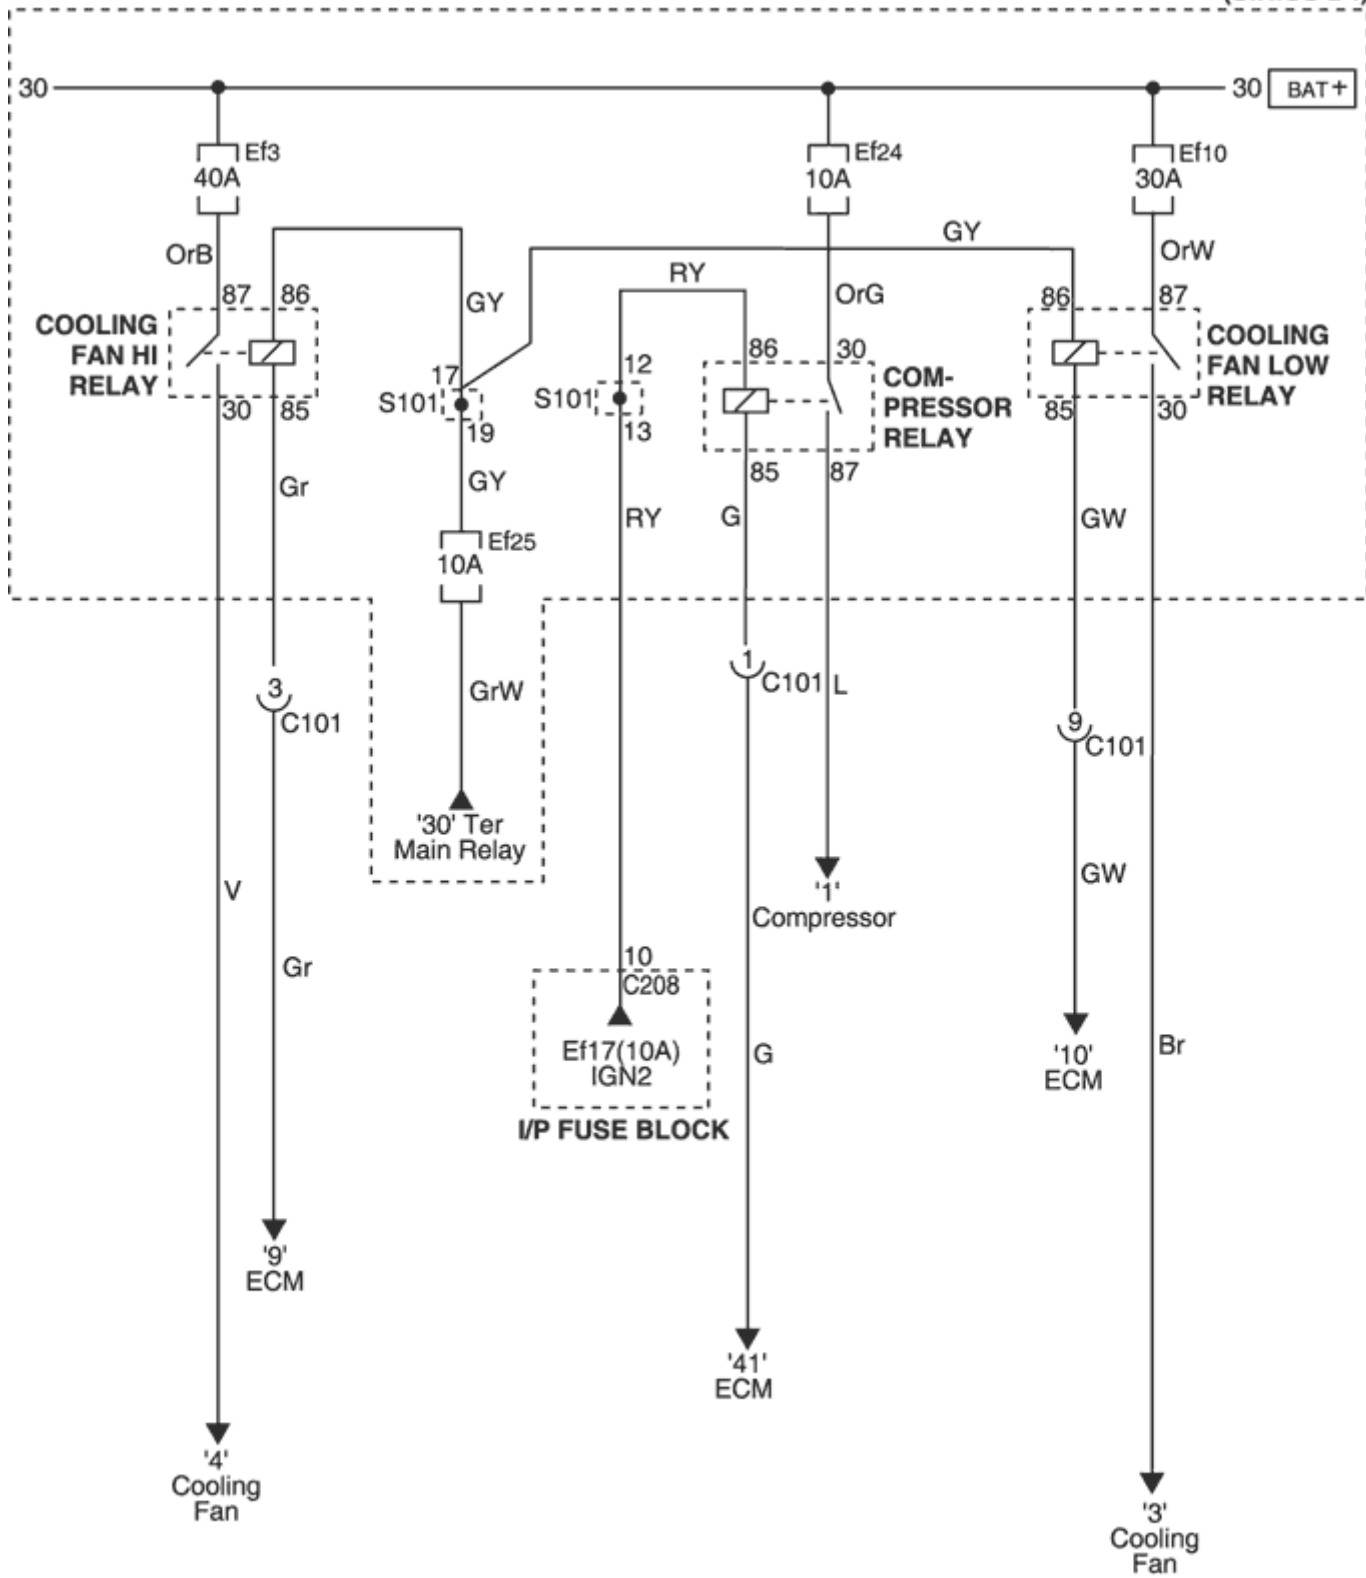 30
30
BAT+
Ef3
40A
Ef24
10A
Ef10
30A
OrB
GY
GY
RY
OrG
OrW
87
86
86
87
86
30
COOLING
FAN HI
RELAY
12
17
S101
S101
19
13
COM-
PRESSOR
RELAY
COOLING
FAN LOW
RELAY
30
85
85
30
85
87
Gr
GY
RY
G
GW
Ef25
10A
3
C101
GrW
1
C101
L
9
C101
'30' Ter
Main Relay
V
'1'
Compressor
GW
Gr
10
C208
Ef17(10A)
IGN2
I/P FUSE BLOCK
G
'10'
ECM
Br
'9'
ECM
'41'
ECM
'4'
Cooling
Fan
'3'
Cooling
Fan